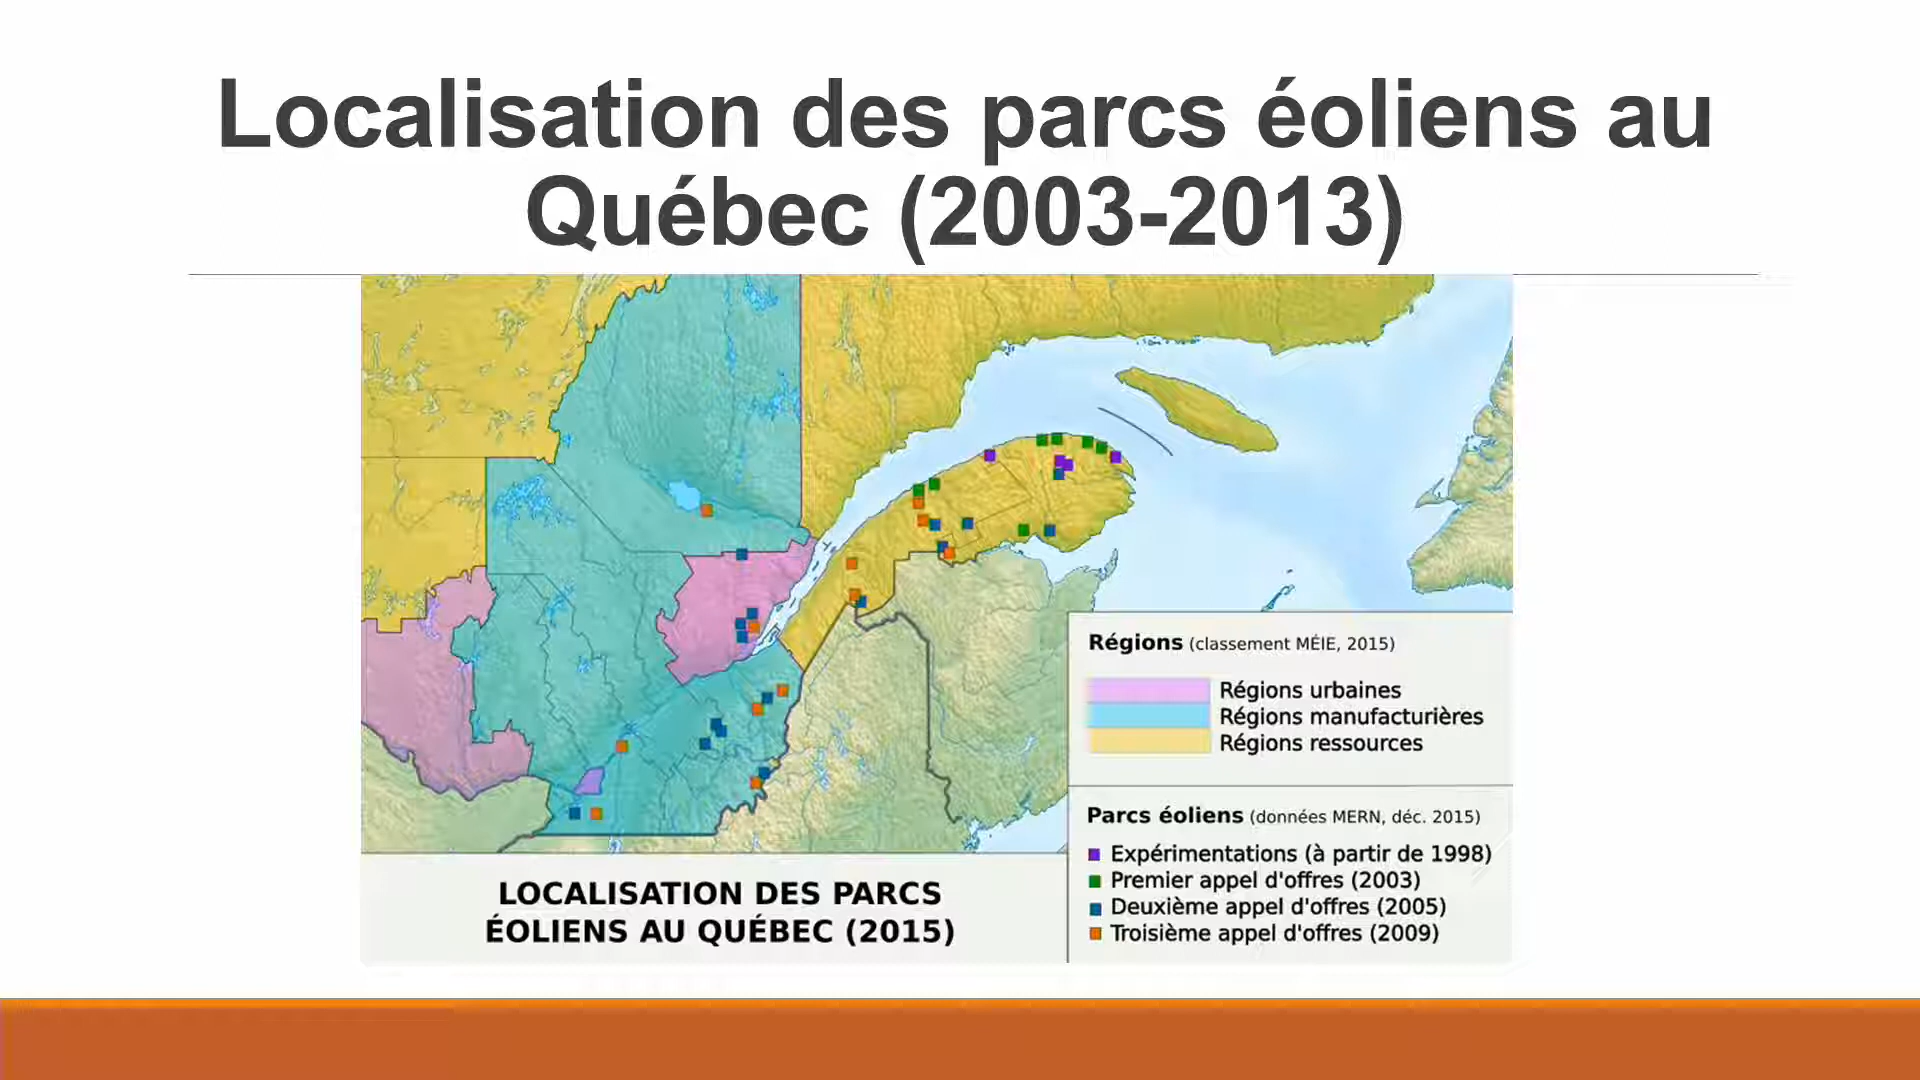 Localisation des parcs éoliens au
Québec (2003-2013)
Régions (classement MÉIE, 2015)
Régions urbaines
Régions manufacturières
Régions ressources
Parcs éoliens (données MERN, déc. 2015)
Expérimentations (à partir de 1998)
Premier appel d'offres (2003)
Deuxième appel d'offres (2005)
Troisième appel d'offres (2009)
LOCALISATION DES PARCS
ÉOLIENS AU QUÉBEC (2015)